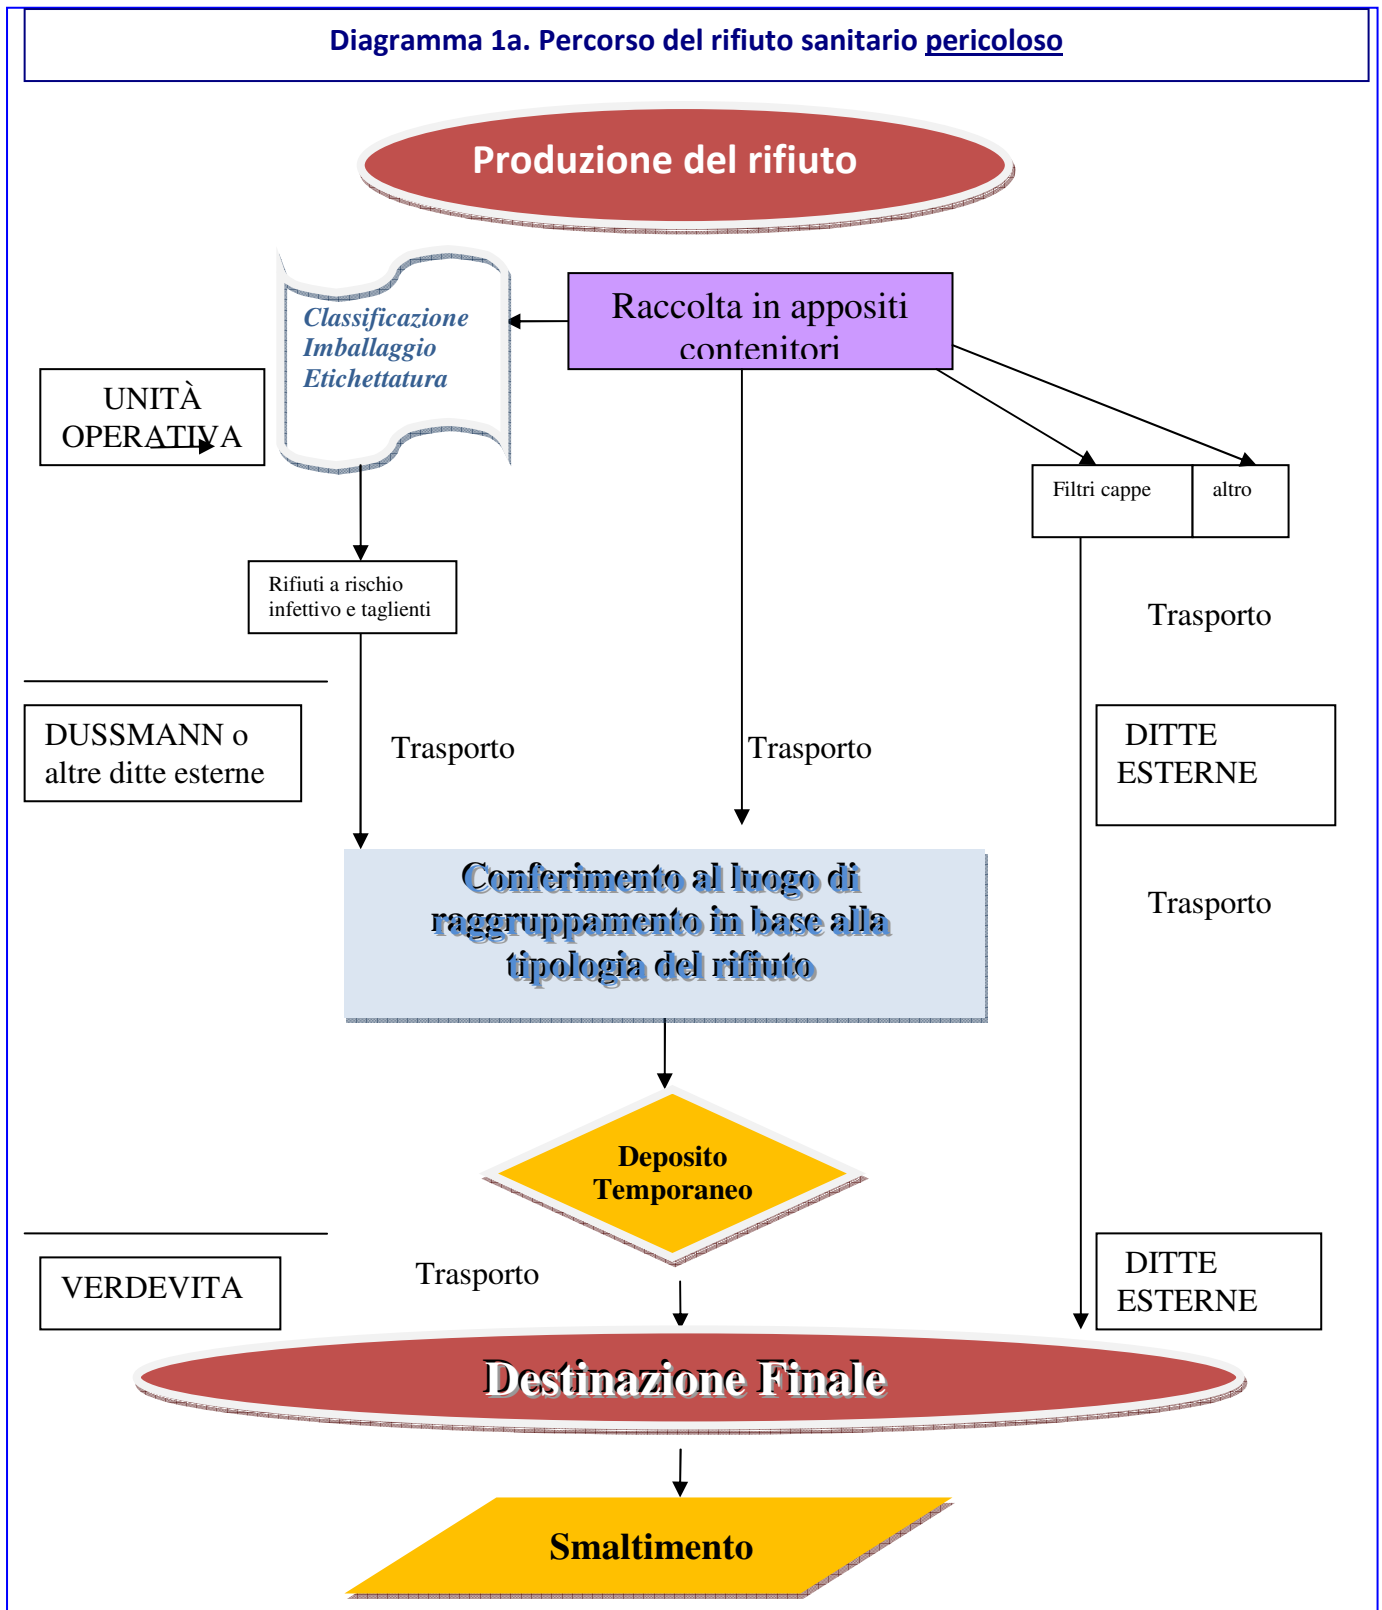 Diagramma 1a. Percorso del rifiuto sanitario pericoloso
Produzione del rifiuto
Raccolta in appositi
contenitori
Classificazione
Imballaggio
Etichettatura
UNITÀ
OPERATIVA
Filtri cappe
altro
Rifiuti a rischio
infettivo e taglienti
Trasporto
DUSSMANN o
altre ditte esterne
Trasporto
Trasporto
DITTE
ESTERNE
Conferimento al luogo di
raggruppamento in base alla
tipologia del rifiuto
Trasporto
Deposito
Temporaneo
VERDEVITA
Trasporto
DITTE
ESTERNE
Destinazione Finale
Smaltimento